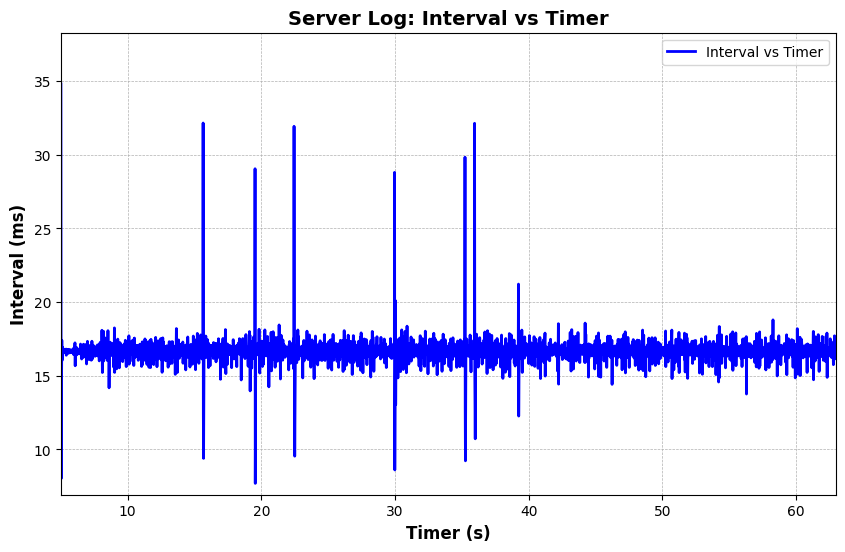 Server Log: Interval vs Timer
Interval vs Timer
35
30
25
20
15
10
Interval (ms)
10 20 30 40 50 60
Timer (s)